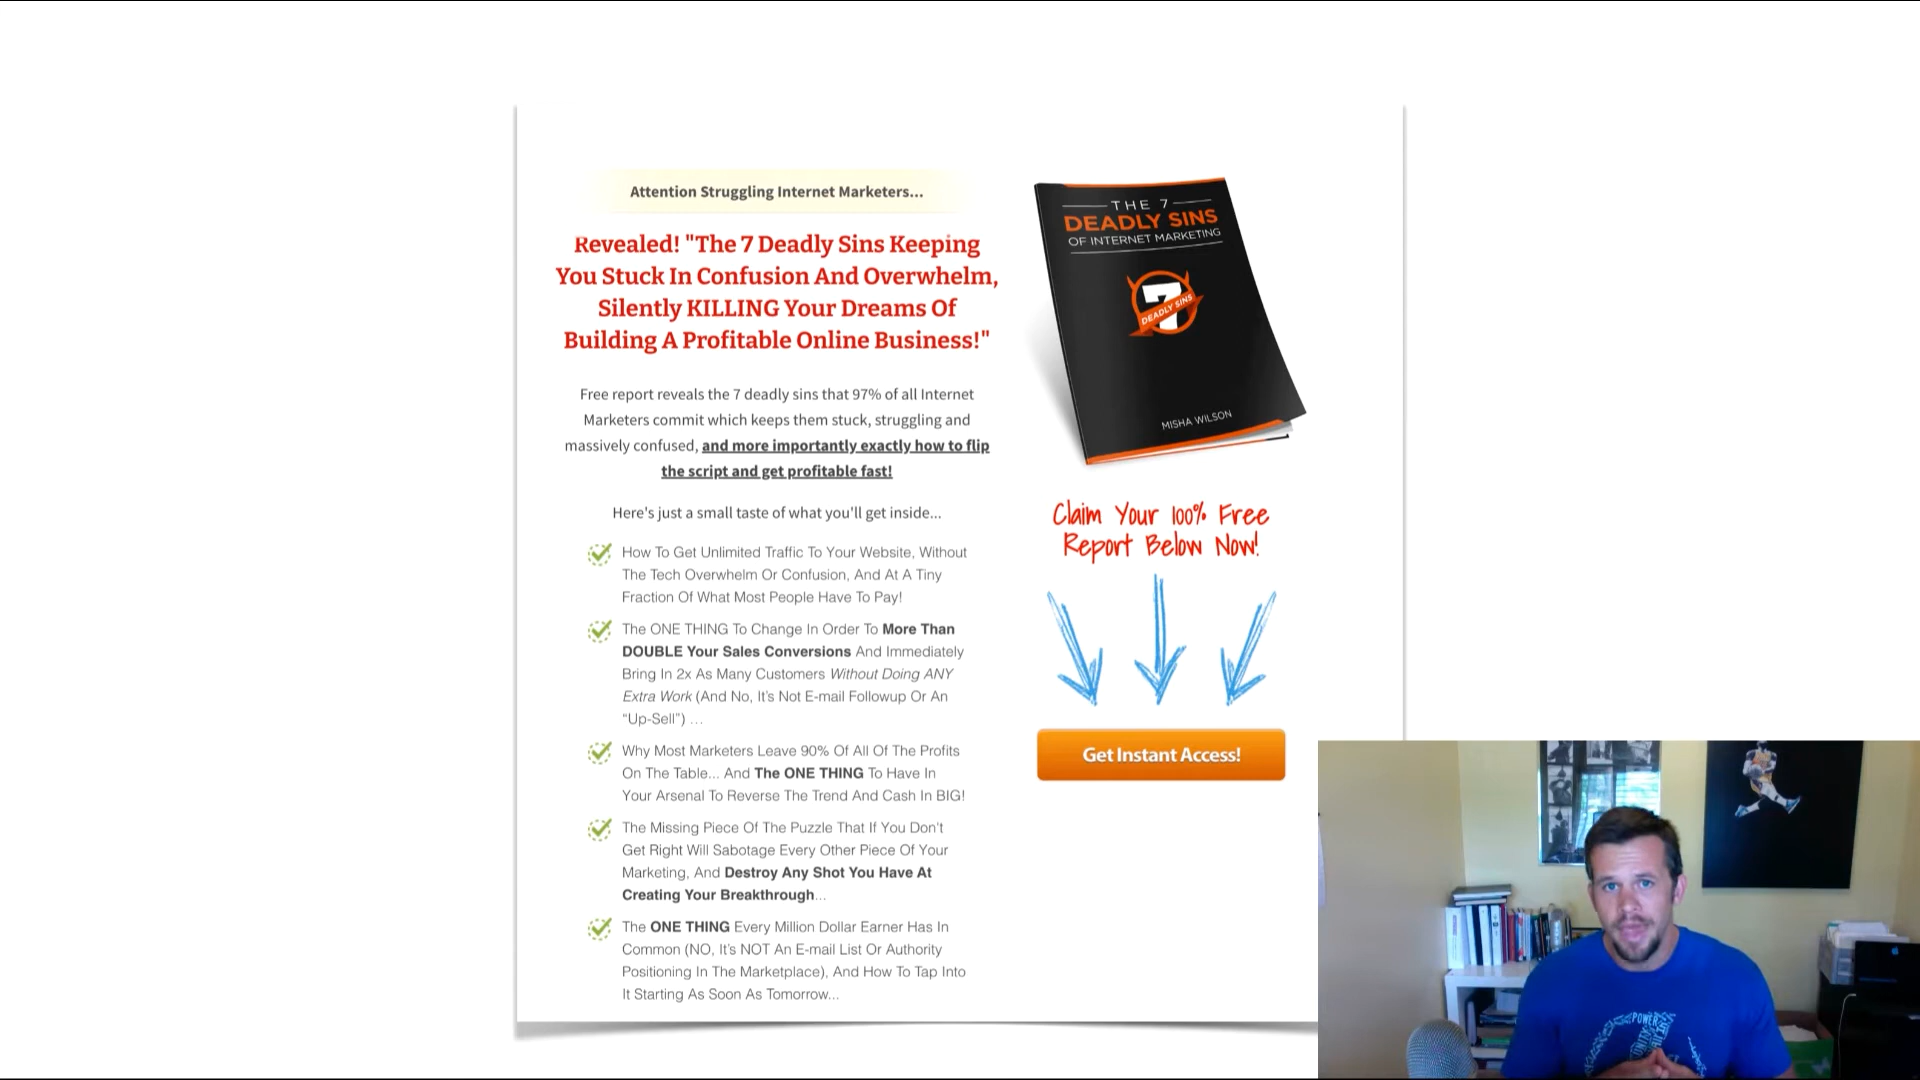 Attention Struggling Internet Marketers...
Revealed! "The 7 Deadly Sins Keeping
You Stuck In Confusion And Overwhelm,
Silently KILLING Your Dreams Of
Building A Profitable Online Business!"
Free report reveals the 7 deadly sins that 97% of all Internet
Marketers commit which keeps them stuck, struggling and
massively confused, and more importantly exactly how to flip
the script and get profitable fast!
Here's just a small taste of what you'll get inside...
How To Get Unlimited Traffic To Your Website, Without
The Tech Overwhelm Or Confusion, And At A Tiny
Fraction Of What Most People Have To Pay!
The ONE THING To Change In Order To More Than
DOUBLE Your Sales Conversions And Immediately
Bring In 2x As Many Customers Without Doing ANY
Extra Work (And No, It's Not E-mail Followup Or An
“Up-Sell”) ...
Why Most Marketers Leave 90% Of All Of The Profits
On The Table... And The ONE THING To Have In
Your Arsenal To Reverse The Trend And Cash In BIG!
The Missing Piece Of The Puzzle That If You Don't
Get Right Will Sabotage Every Other Piece Of Your
Marketing, And Destroy Any Shot You Have At
Creating Your Breakthrough...
The ONE THING Every Million Dollar Earner Has In
Common (NO, It's NOT An E-mail List Or Authority
Positioning In The Marketplace), And How To Tap Into
It Starting As Soon As Tomorrow...
THE 7
DEADLY SINS
OF INTERNET MARKETING
7
DEADLY SINS
MISHA WILSON
Claim Your 100% Free
Report Below Now!
Get Instant Access!
POWER